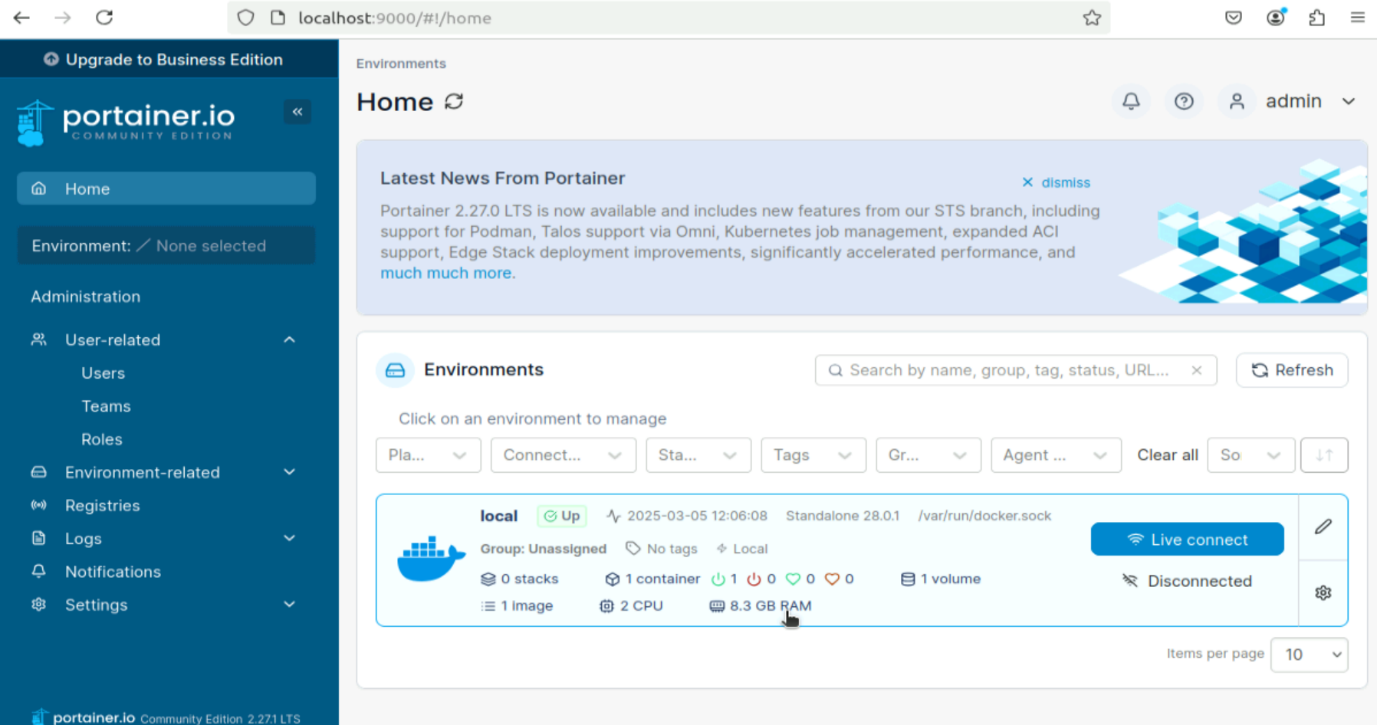 localhost:9000/#!/home
Upgrade to Business Edition
portainer.io
COMMUNITY EDITION
«
Home
Environment: / None selected
Administration
User-related
Users
Teams
Roles
Environment-related
Registries
Logs
Notifications
Settings
portainer.io Community Edition 2.27.1 LTS
Environments
Home
admin
Latest News From Portainer
dismiss
Portainer 2.27.0 LTS is now available and includes new features from our STS branch, including
support for Podman, Talos support via Omni, Kubernetes job management, expanded ACI
support, Edge Stack deployment improvements, significantly accelerated performance, and
much much more.
Environments
Search by name, group, tag, status, URL...
Refresh
Click on an environment to manage
Pla... Connect... Sta... Tags Gr... Agent ... Clear all So
local Up 2025-03-05 12:06:08 Standalone 28.0.1 /var/run/docker.sock
Group: Unassigned No tags Local
0 stacks 1 container 1 0 0 0 1 volume
1 image 2 CPU 8.3 GB RAM
Live connect
Disconnected
Items per page 10